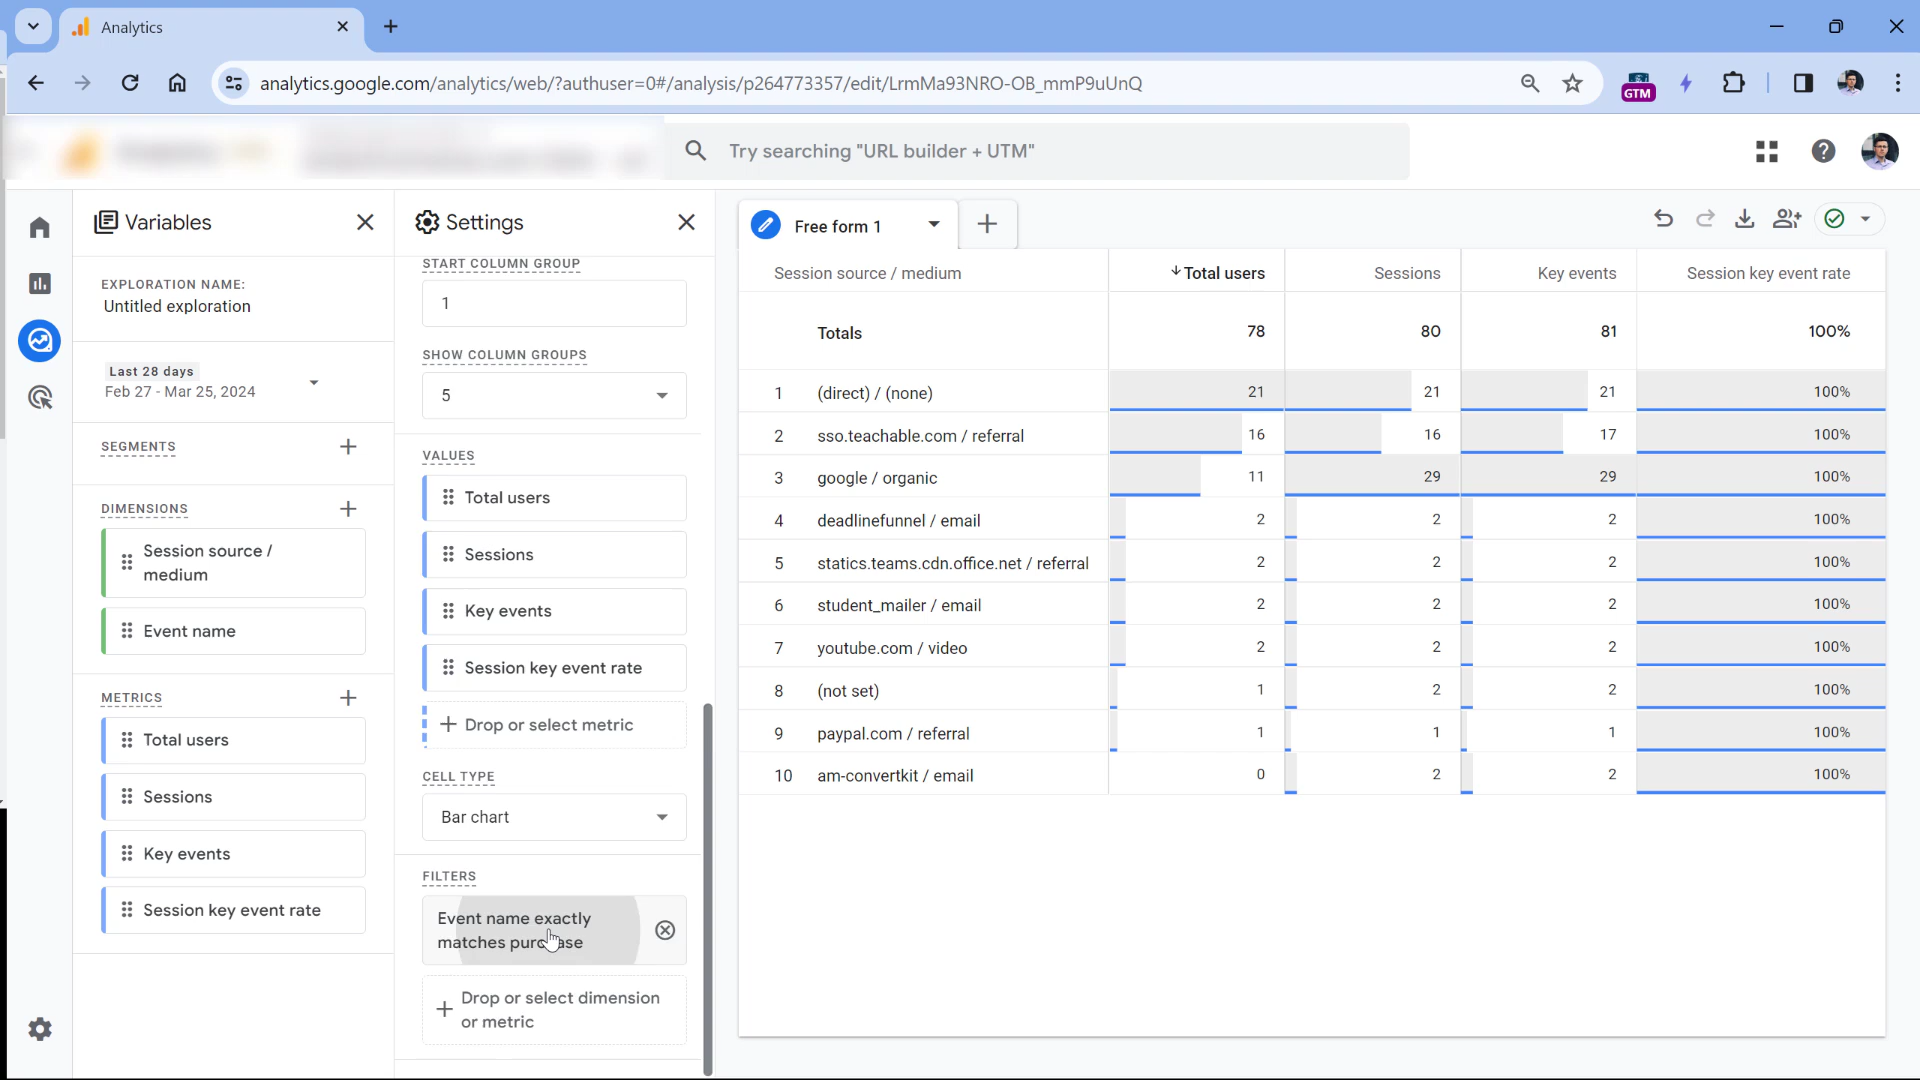 Analytics
analytics.google.com/analytics/web/?authuser=0#/analysis/p264773357/edit/LrmMa93NRO-OB_mmP9uUnQ
GTM
Try searching "URL builder + UTM"
Variables
EXPLORATION NAME:
Untitled exploration
Last 28 days
Feb 27 - Mar 25, 2024
SEGMENTS
DIMENSIONS
Session source /
medium
Event name
METRICS
Total users
Sessions
Key events
Session key event rate
Settings
START COLUMN GROUP
1
SHOW COLUMN GROUPS
5
VALUES
Total users
Sessions
Key events
Session key event rate
Drop or select metric
CELL TYPE
Bar chart
FILTERS
Event name exactly
matches purchase
Drop or select dimension
or metric
Free form 1
Session source / medium Total users Sessions Key events Session key event rate
Totals 78 80 81 100%
1 (direct) / (none) 21 21 21 100%
2 sso.teachable.com / referral 16 16 17 100%
3 google / organic 11 29 29 100%
4 deadlinefunnel / email 2 2 2 100%
5 statics.teams.cdn.office.net / referral 2 2 2 100%
6 student_mailer / email 2 2 2 100%
7 youtube.com / video 2 2 2 100%
8 (not set) 1 2 2 100%
9 paypal.com / referral 1 1 1 100%
10 am-convertkit / email 0 2 2 100%